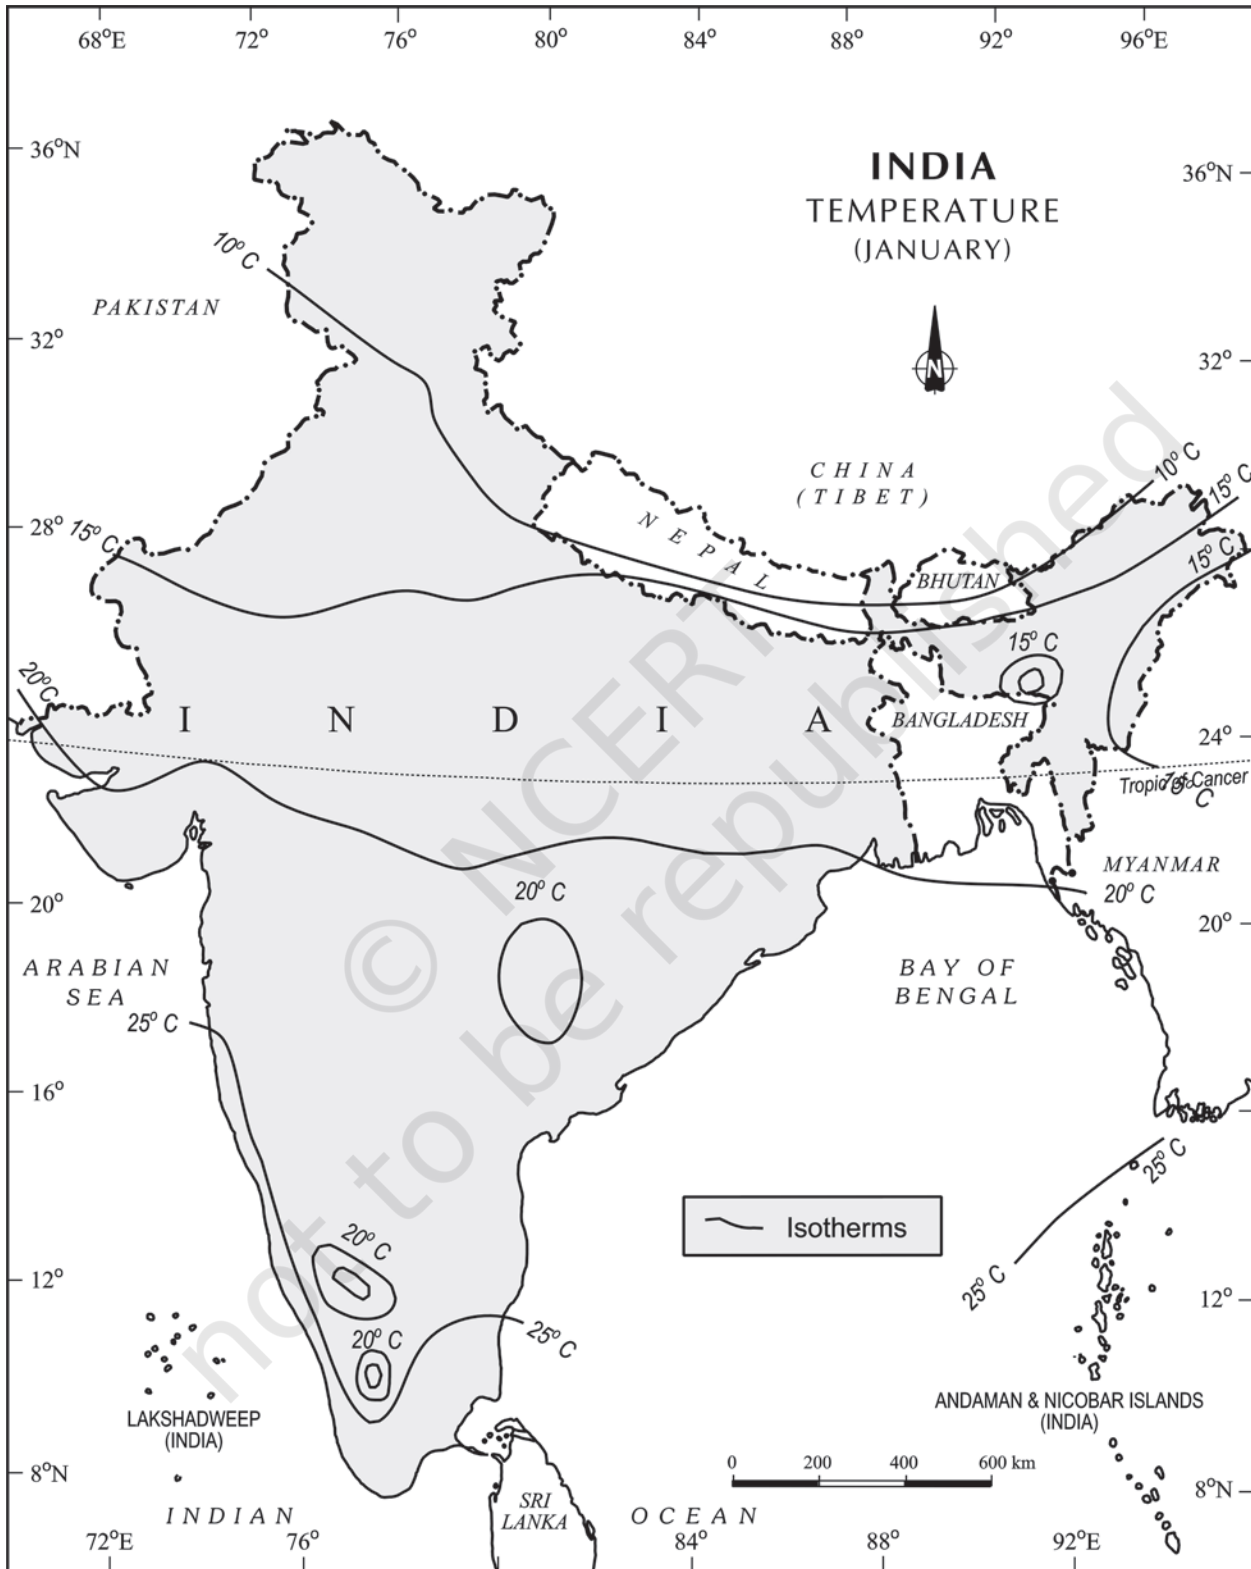 68°E 72° 76° 80° 84° 88° 92° 96°E
36°N
INDIA
TEMPERATURE
(JANUARY)
36°N
10° C
PAKISTAN
N
32°
32°
CHINA
(TIBET)
10° C
15° C
28°
15° C
NEPAL
15° C
BHUTAN
15° C
20°C
INDIA
BANGLADESH
24°
Tropic of Cancer
15° C
MYANMAR
20° C
20° C
20°
20°
ARABIAN
SEA
BAY OF
BENGAL
25° C
16°
25° C
Isotherms
20° C
12°
25° C
12°
20° C
25° C
LAKSHADWEEP
(INDIA)
ANDAMAN & NICOBAR ISLANDS
(INDIA)
0 200 400 600 km
8°N
8°N
SRI
LANKA
INDIAN OCEAN
72°E 76° 84° 88° 92°E
© NCERT
not to be republished